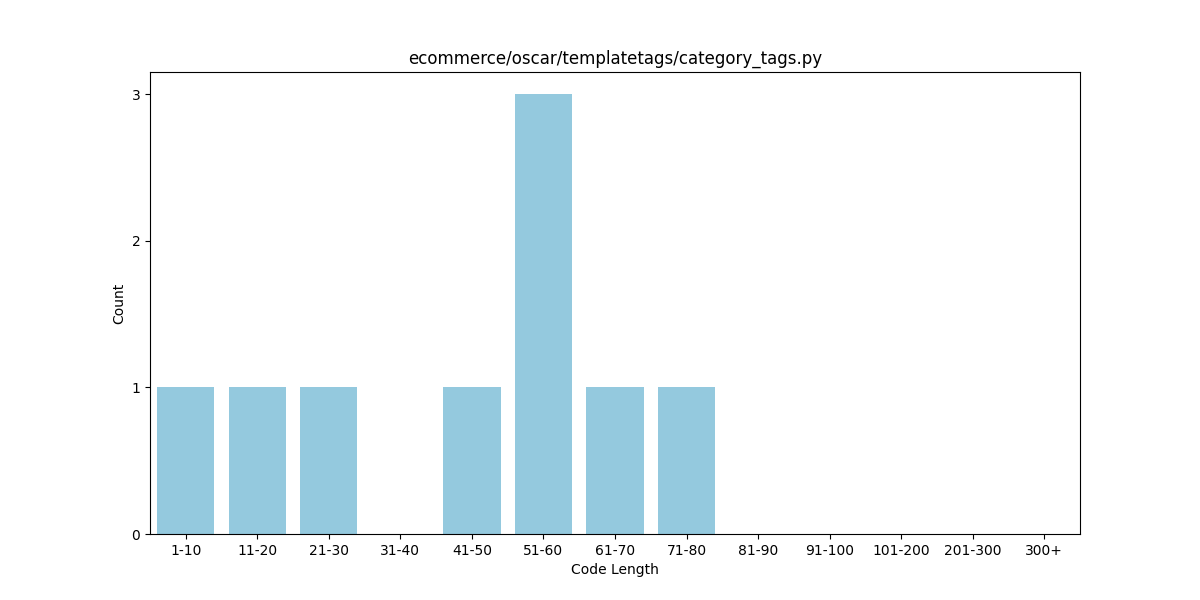 ecommerce/oscar/templatetags/category_tags.py
3
2
1
0
Count
1-10 11-20 21-30 31-40 41-50 51-60 61-70 71-80 81-90 91-100 101-200 201-300 300+
Code Length